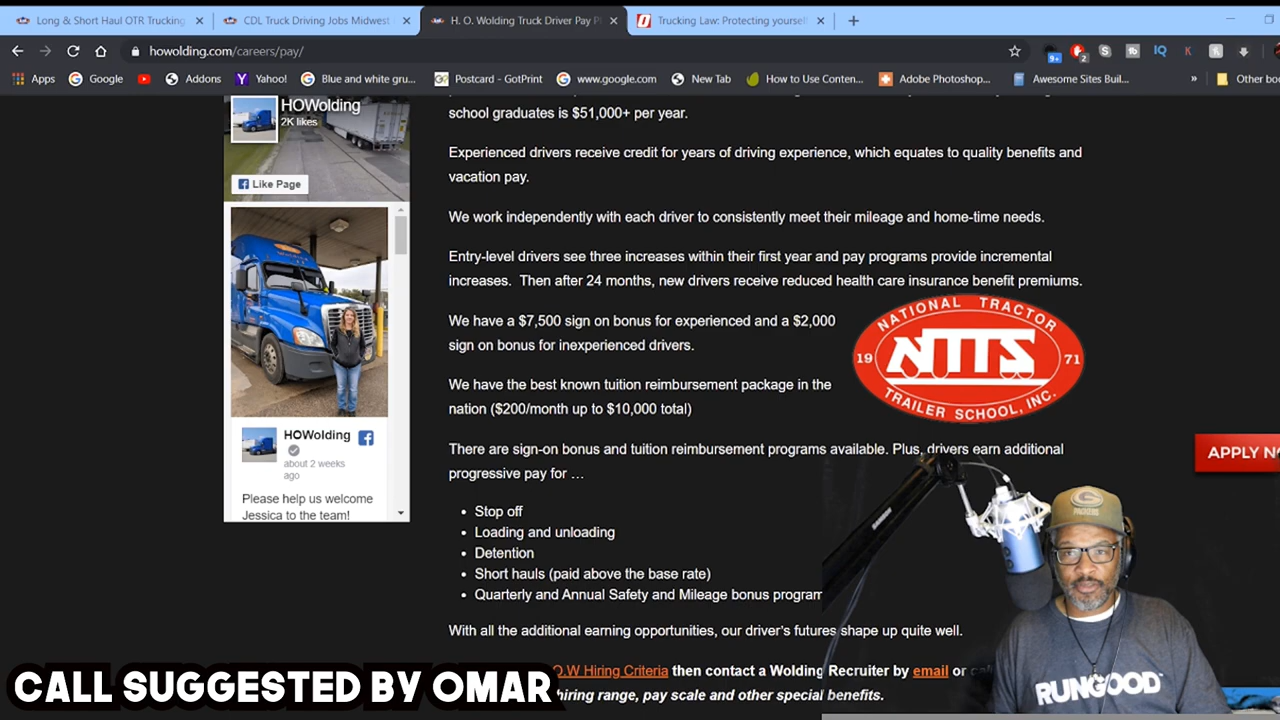 Long & Short Haul OTR Trucking
CDL Truck Driving Jobs Midwest
H. O. Wolding Truck Driver Pay
Trucking Law: Protecting yourself
howolding.com/careers/pay/
9+
2
Apps
Google
Addons
Yahoo!
Blue and white gru...
Postcard - GotPrint
www.google.com
New Tab
How to Use Conten...
Adobe Photoshop...
Awesome Sites Buil...
»
Other
HOWolding
2K likes
Like Page
HOWolding
about 2 weeks
ago
Please help us welcome
Jessica to the team!
school graduates is $51,000+ per year.
Experienced drivers receive credit for years of driving experience, which equates to quality benefits and
vacation pay.
We work independently with each driver to consistently meet their mileage and home-time needs.
Entry-level drivers see three increases within their first year and pay programs provide incremental
increases. Then after 24 months, new drivers receive reduced health care insurance benefit premiums.
We have a $7,500 sign on bonus for experienced and a $2,000
sign on bonus for inexperienced drivers.
We have the best known tuition reimbursement package in the
nation ($200/month up to $10,000 total)
NATIONAL TRACTOR
19 NTTS 71
TRAILER SCHOOL, INC.
There are sign-on bonus and tuition reimbursement programs available. Plus, drivers earn additional
progressive pay for …
• Stop off
• Loading and unloading
• Detention
• Short hauls (paid above the base rate)
• Quarterly and Annual Safety and Mileage bonus program
With all the additional earning opportunities, our driver's futures shape up quite well.
O.W Hiring Criteria then contact a Wolding Recruiter by email or
hiring range, pay scale and other special benefits.
APPLY
CALL SUGGESTED BY OMAR
PACKERS
RUNGOOD